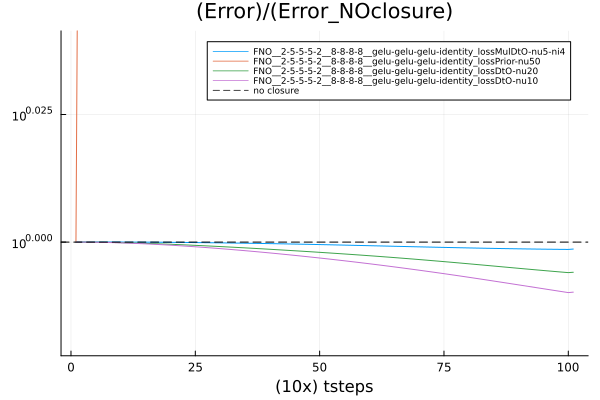 (Error)/(Error_NOclosure)
FNO__2-5-5-5-2__8-8-8-8__gelu-gelu-gelu-identity_lossMulDtO-nu5-ni4
FNO__2-5-5-5-2__8-8-8-8__gelu-gelu-gelu-identity_lossPrior-nu50
FNO__2-5-5-5-2__8-8-8-8__gelu-gelu-gelu-identity_lossDtO-nu20
FNO__2-5-5-5-2__8-8-8-8__gelu-gelu-gelu-identity_lossDtO-nu10
no closure
10^0.025
10^0.000
0 25 50 75 100
(10x) tsteps